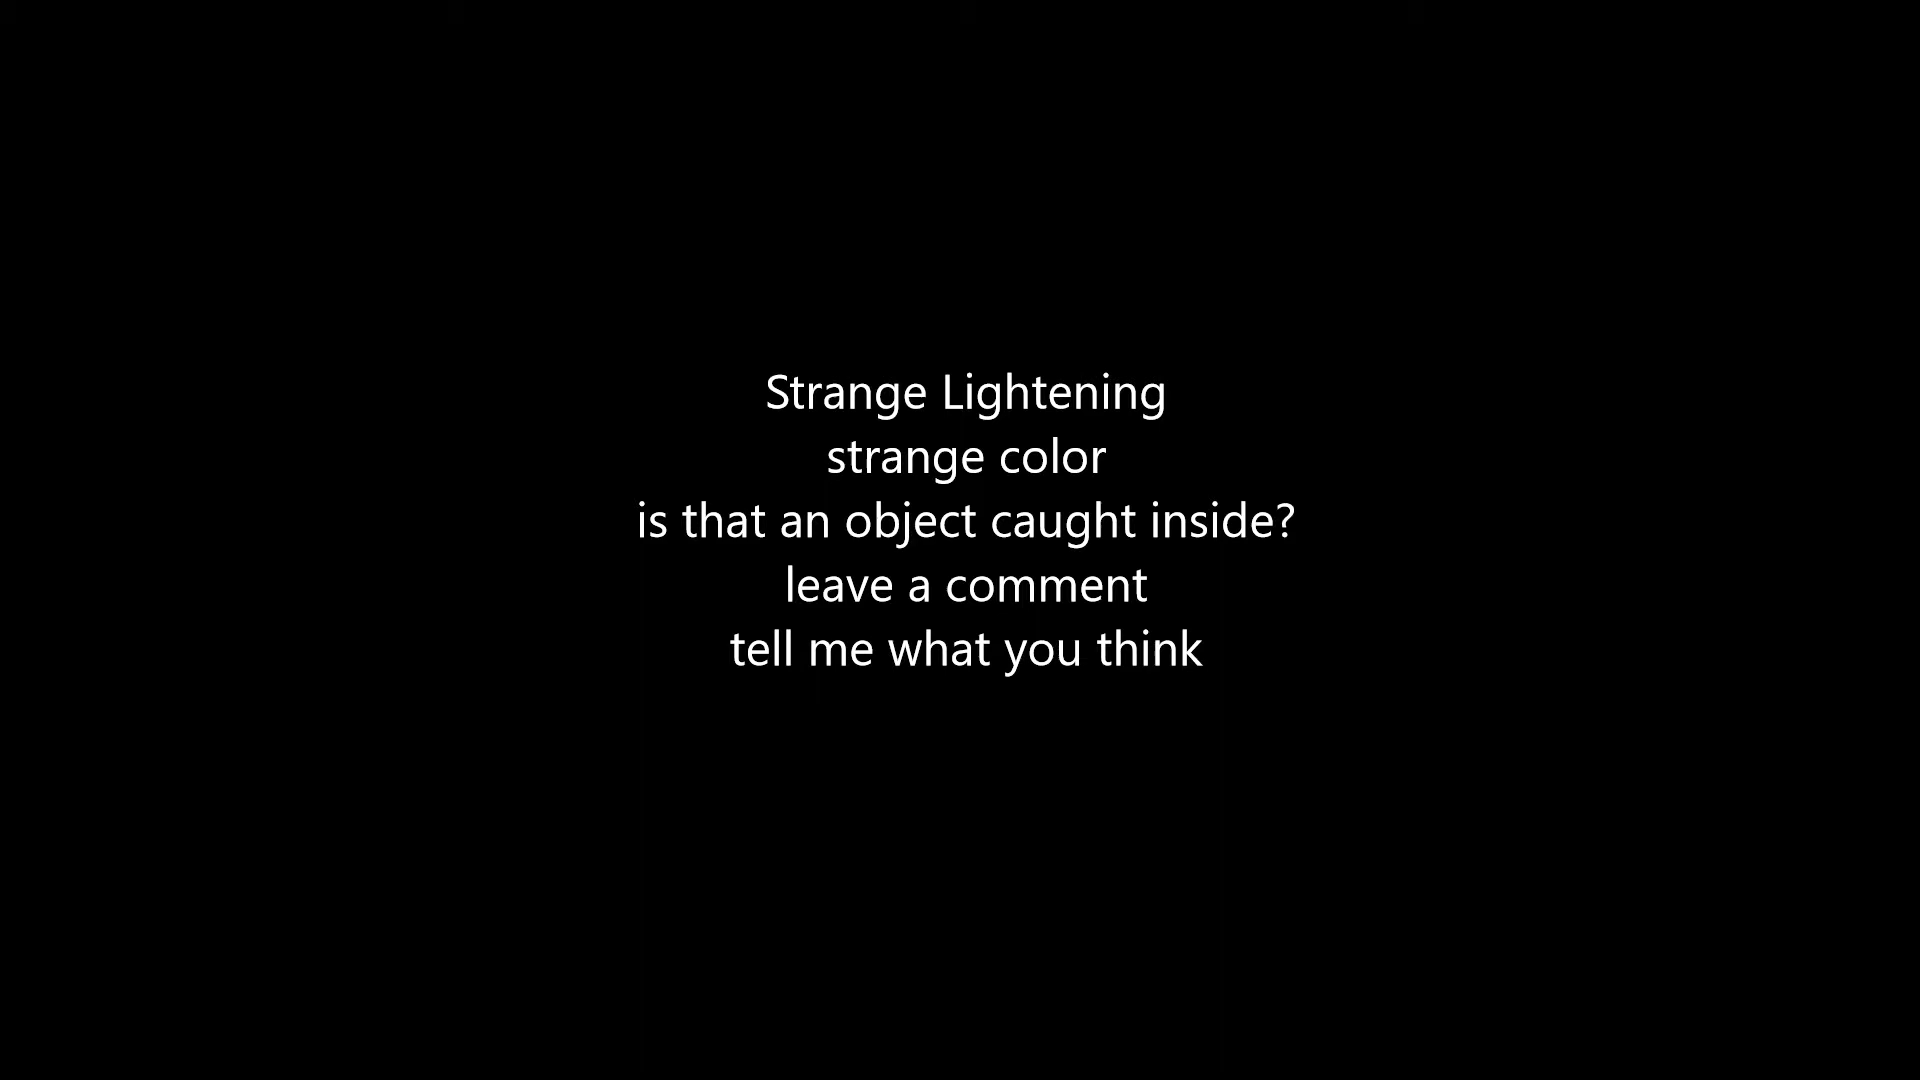 Strange Lightening
strange color
is that an object caught inside?
leave a comment
tell me what you think